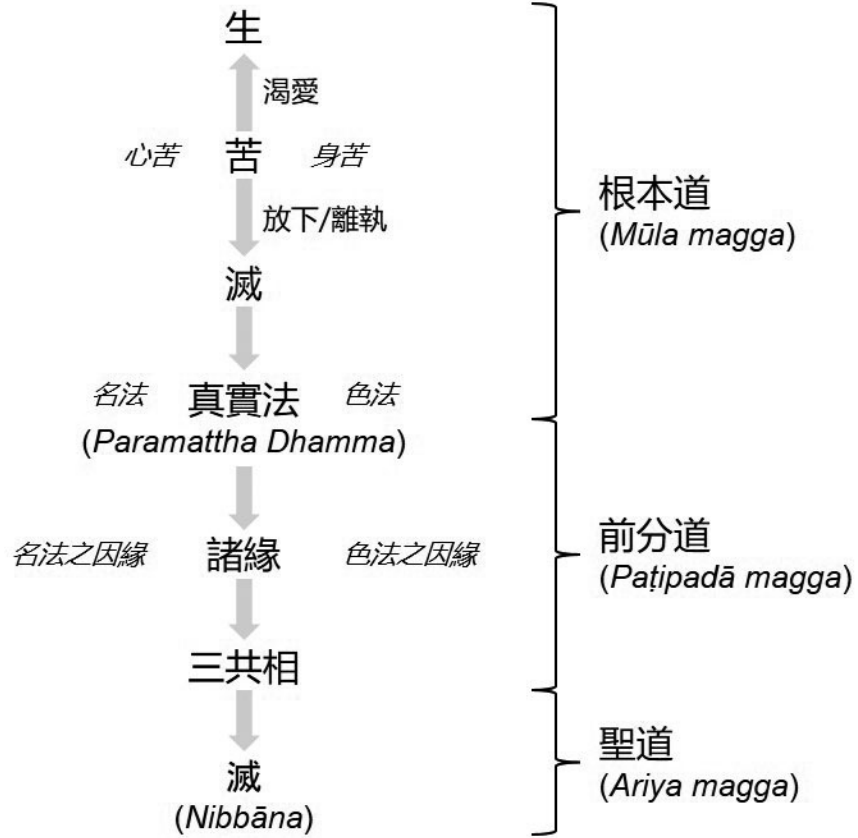 生
渴愛
心苦 苦 身苦
放下/離執
滅
名法 真實法 色法
(Paramattha Dhamma)
名法之因緣 諸緣 色法之因緣
三共相
滅
(Nibbāna)
根本道
(Mūla magga)
前分道
(Paṭipadā magga)
聖道
(Ariya magga)